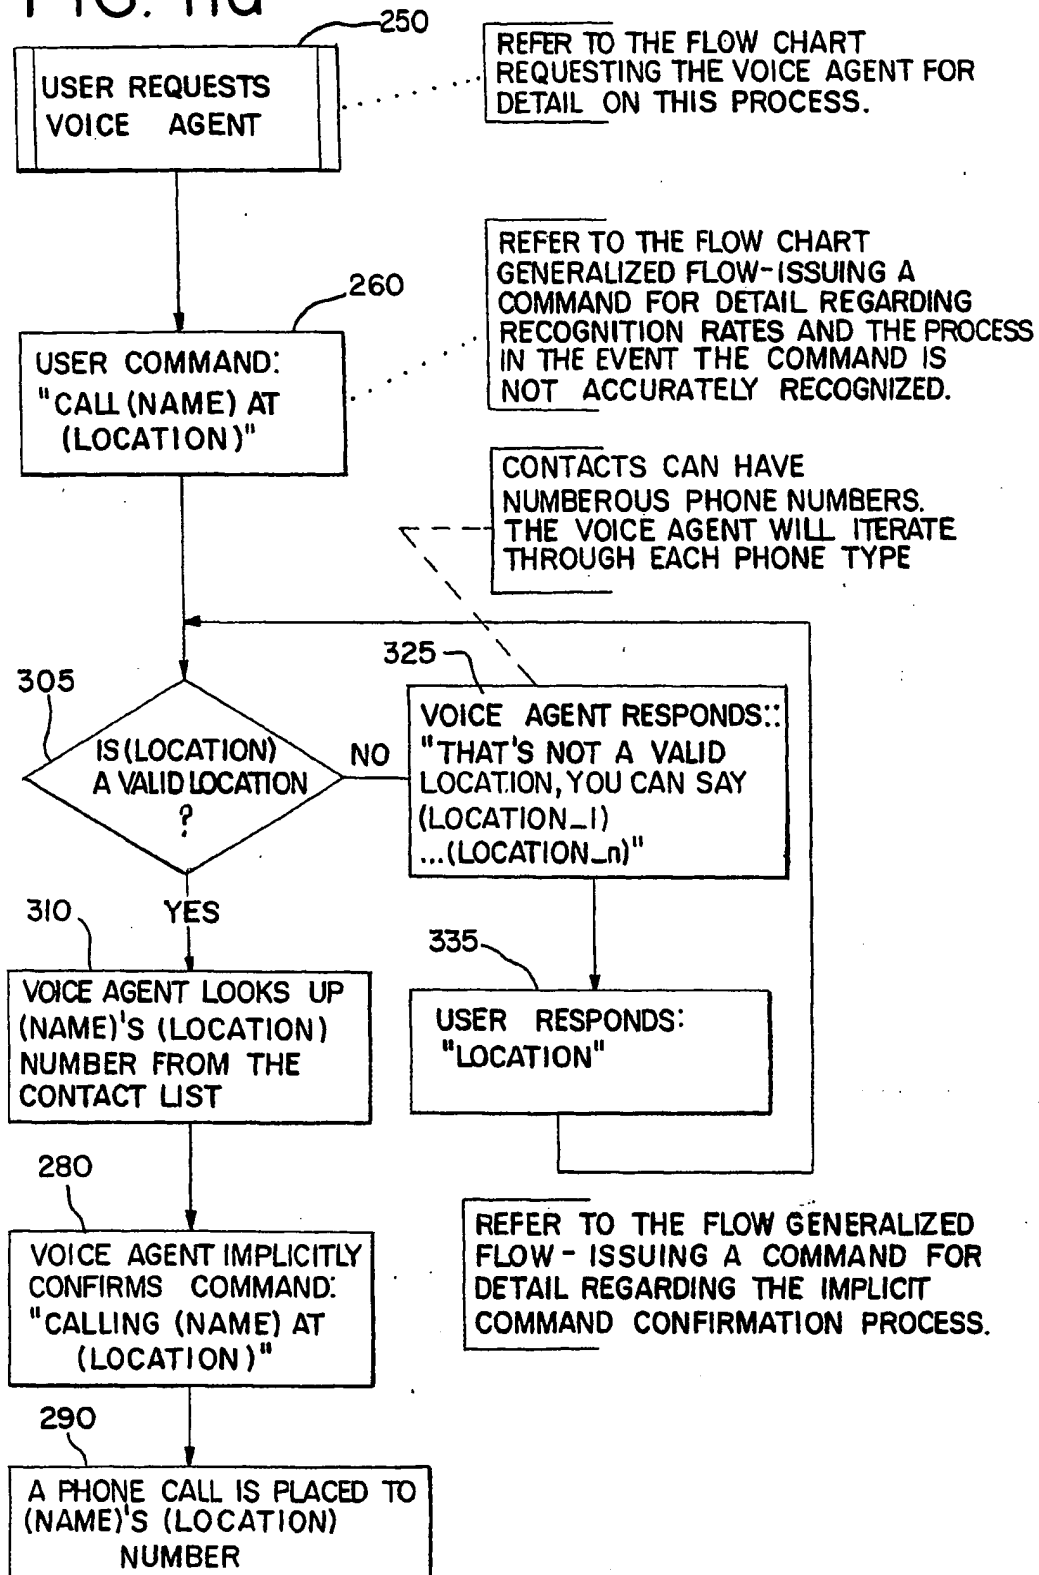 FIG. 11a
250
USER REQUESTS
VOICE AGENT
REFER TO THE FLOW CHART
REQUESTING THE VOICE AGENT FOR
DETAIL ON THIS PROCESS.
260
USER COMMAND:
"CALL (NAME) AT
(LOCATION)"
REFER TO THE FLOW CHART
GENERALIZED FLOW-ISSUING A
COMMAND FOR DETAIL REGARDING
RECOGNITION RATES AND THE PROCESS
IN THE EVENT THE COMMAND IS
NOT ACCURATELY RECOGNIZED.
CONTACTS CAN HAVE
NUMBEROUS PHONE NUMBERS.
THE VOICE AGENT WILL ITERATE
THROUGH EACH PHONE TYPE
305
IS (LOCATION)
A VALID LOCATION
?
NO
325
VOICE AGENT RESPONDS::
"THAT'S NOT A VALID
LOCATION, YOU CAN SAY
(LOCATION_1)
...(LOCATION_n)"
YES
335
USER RESPONDS:
"LOCATION"
310
VOICE AGENT LOOKS UP
(NAME)'S (LOCATION)
NUMBER FROM THE
CONTACT LIST
280
VOICE AGENT IMPLICITLY
CONFIRMS COMMAND:
"CALLING (NAME) AT
(LOCATION)"
REFER TO THE FLOW GENERALIZED
FLOW - ISSUING A COMMAND FOR
DETAIL REGARDING THE IMPLICIT
COMMAND CONFIRMATION PROCESS.
290
A PHONE CALL IS PLACED TO
(NAME)'S (LOCATION)
NUMBER